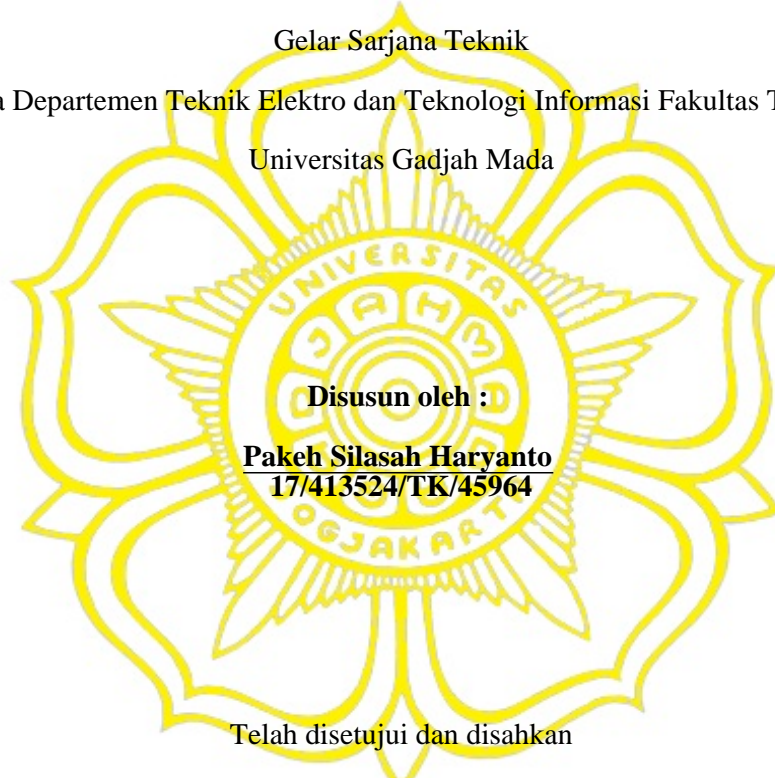 Gelar Sarjana Teknik
Departemen Teknik Elektro dan Teknologi Informasi Fakultas
Universitas Gadjah Mada
UNIVERSITAS
Disusun oleh :
Pakeh Silasah Haryanto
17/413524/TK/45964
Telah disetujui dan disahkan